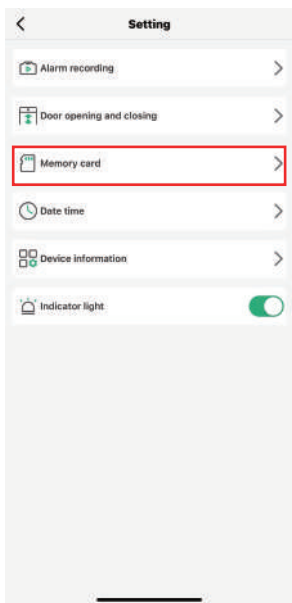 Setting
Alarm recording
Door opening and closing
Memory card
Date time
Device information
Indicator light